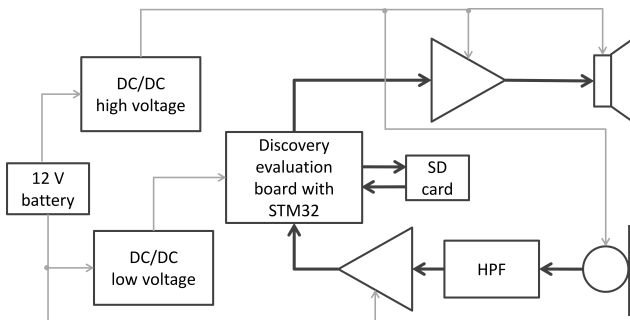 DC/DC
high voltage
Discovery
evaluation
board with
STM32
SD
card
12 V
battery
DC/DC
low voltage
HPF